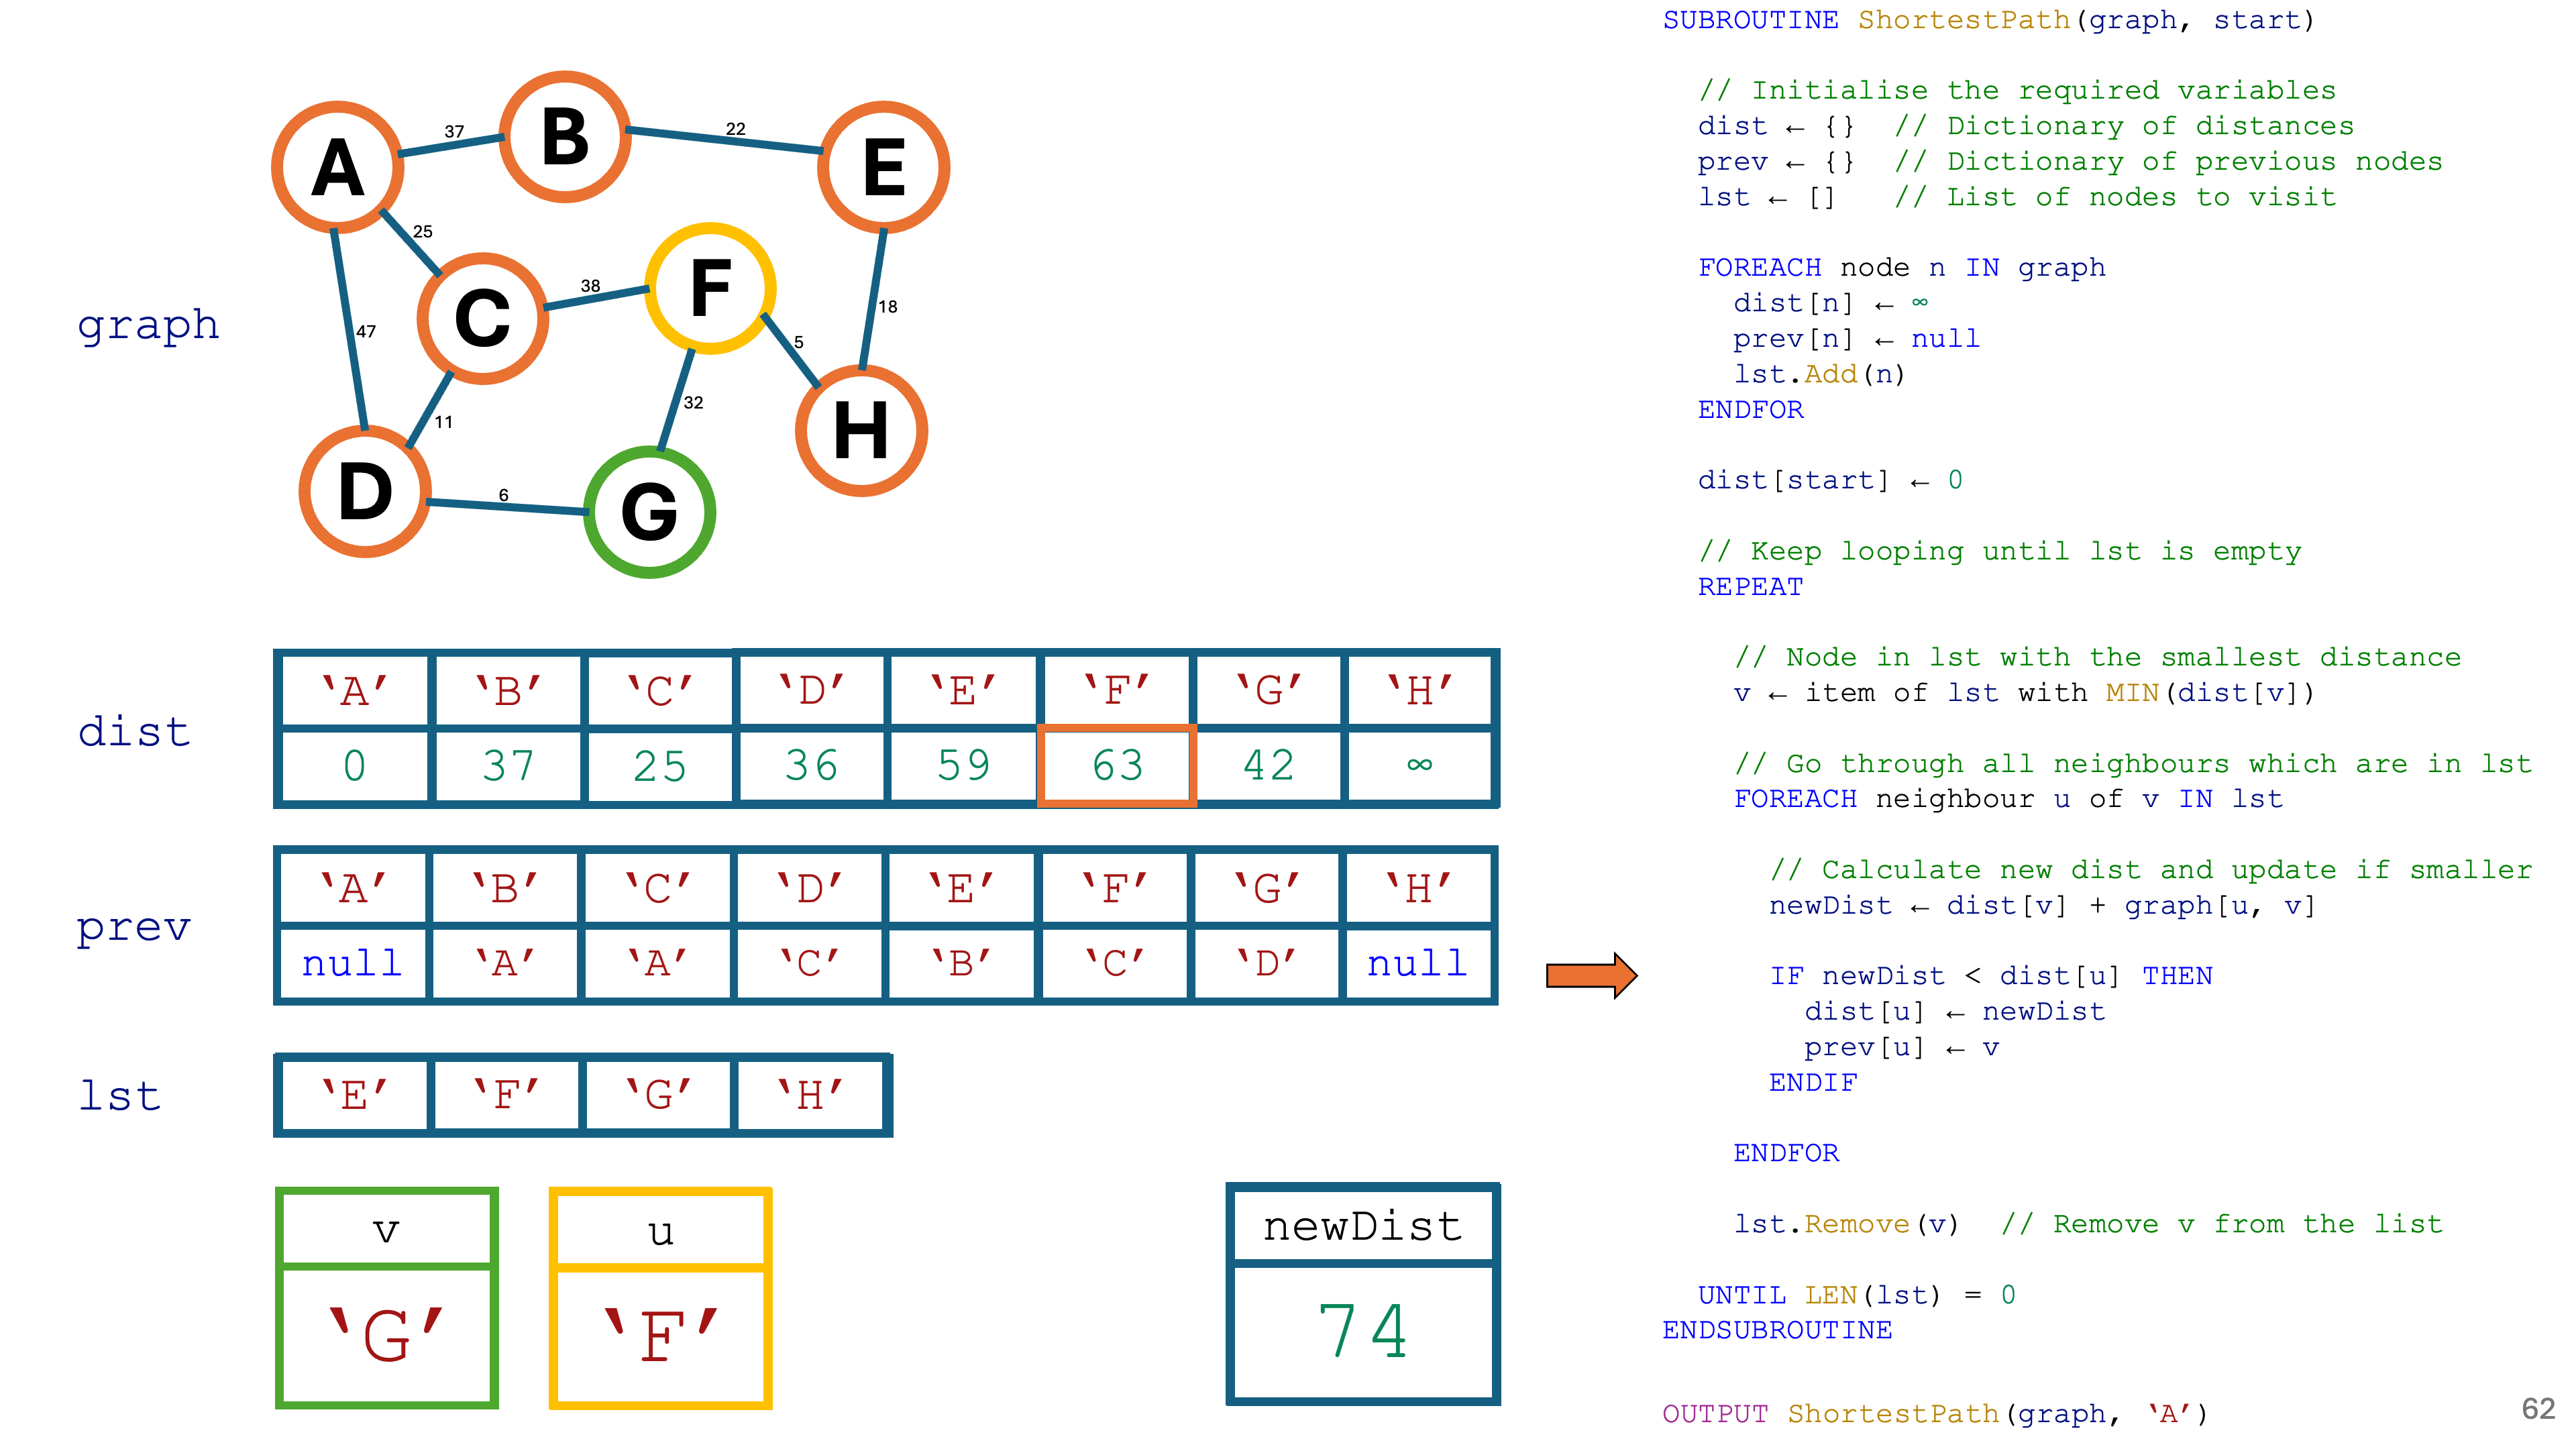 graph
A
B
E
C
F
H
D
G
37
22
25
38
18
47
5
11
32
6
dist
‘A’ ‘B’ ‘C’ ‘D’ ‘E’ ‘F’ ‘G’ ‘H’
0 37 25 36 59 63 42 ∞
prev
‘A’ ‘B’ ‘C’ ‘D’ ‘E’ ‘F’ ‘G’ ‘H’
null ‘A’ ‘A’ ‘C’ ‘B’ ‘C’ ‘D’ null
lst
‘E’ ‘F’ ‘G’ ‘H’
v
‘G’
u
‘F’
newDist
74
SUBROUTINE ShortestPath(graph, start)
// Initialise the required variables
dist ← {} // Dictionary of distances
prev ← {} // Dictionary of previous nodes
lst ← [] // List of nodes to visit
FOREACH node n IN graph
dist[n] ← ∞
prev[n] ← null
lst.Add(n)
ENDFOR
dist[start] ← 0
// Keep looping until lst is empty
REPEAT
// Node in lst with the smallest distance
v ← item of lst with MIN(dist[v])
// Go through all neighbours which are in lst
FOREACH neighbour u of v IN lst
// Calculate new dist and update if smaller
newDist ← dist[v] + graph[u, v]
IF newDist < dist[u] THEN
dist[u] ← newDist
prev[u] ← v
ENDIF
ENDFOR
lst.Remove(v) // Remove v from the list
UNTIL LEN(lst) = 0
ENDSUBROUTINE
OUTPUT ShortestPath(graph, ‘A’)
62